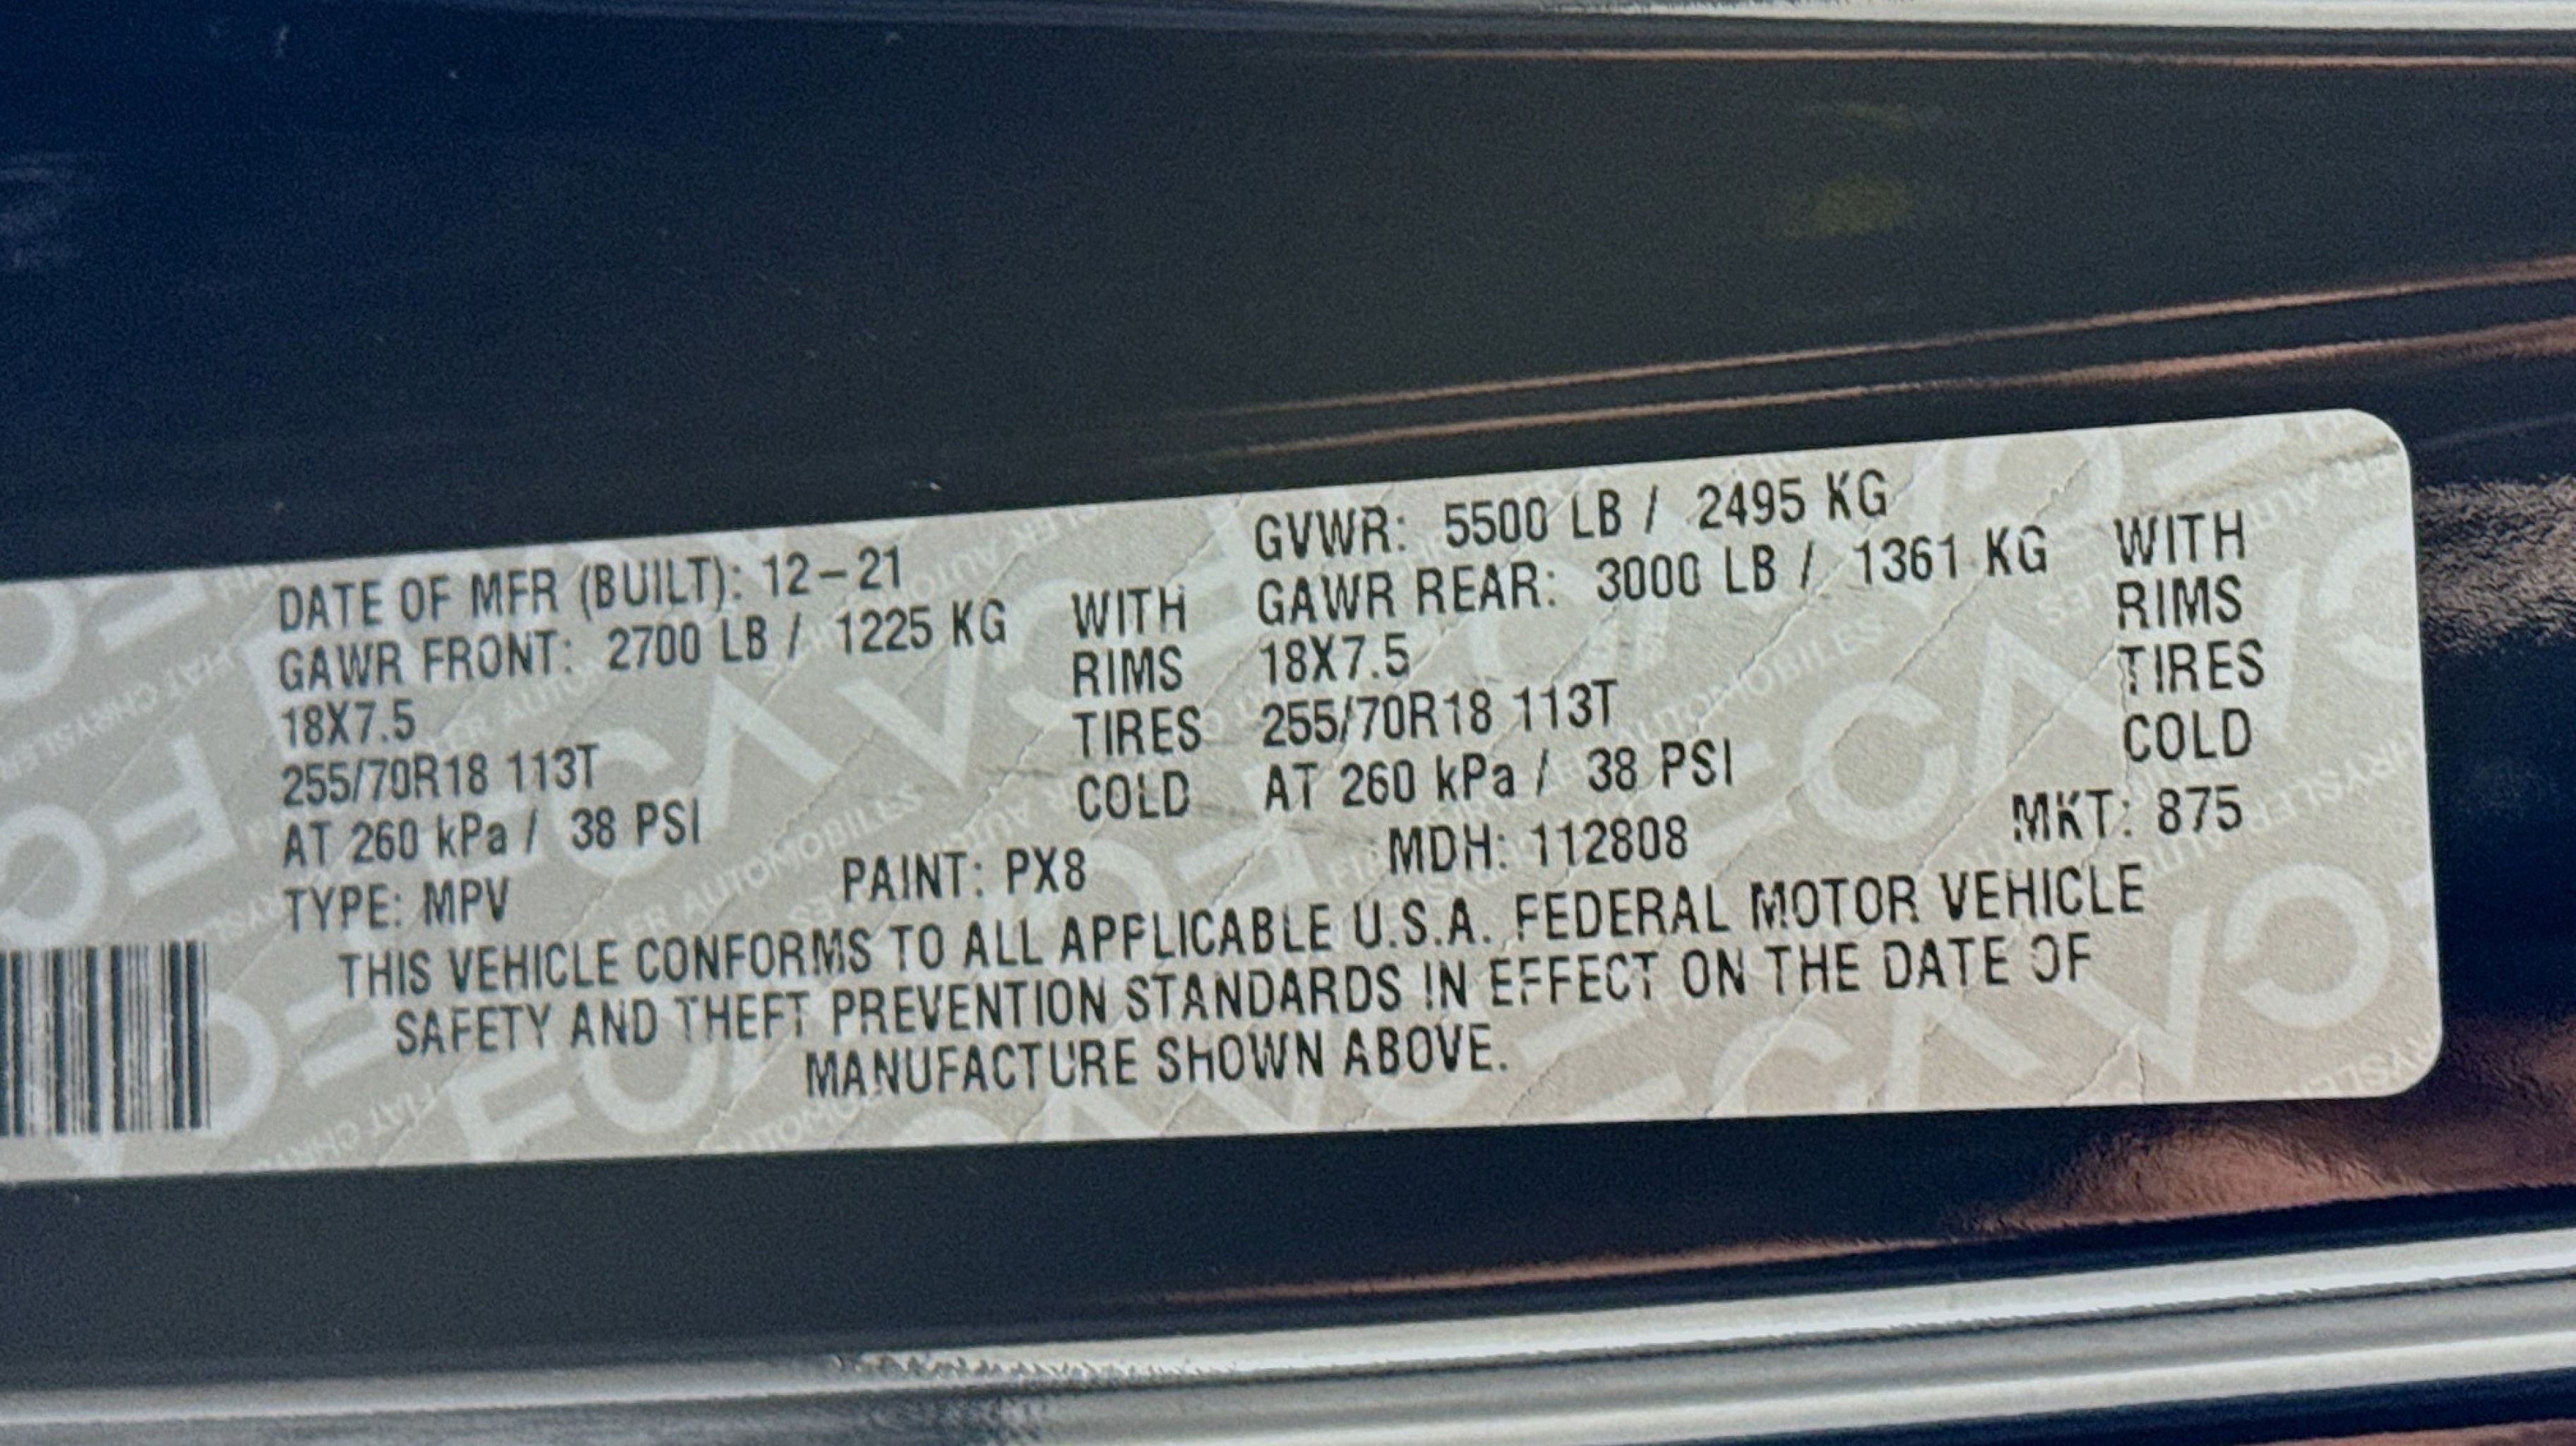 DATE OF MFR (BUILT): 12-21 GVWR: 5500 LB / 2495 KG
GAWR FRONT: 2700 LB / 1225 KG WITH GAWR REAR: 3000 LB / 1361 KG WITH
18X7.5 RIMS 18X7.5 RIMS
255/70R18 113T TIRES 255/70R18 113T TIRES
AT 260 kPa / 38 PSI COLD AT 260 kPa / 38 PSI COLD
TYPE: MPV PAINT: PX8 MDH: 112808 MKT: 875
THIS VEHICLE CONFORMS TO ALL APPLICABLE U.S.A. FEDERAL MOTOR VEHICLE
SAFETY AND THEFT PREVENTION STANDARDS IN EFFECT ON THE DATE OF
MANUFACTURE SHOWN ABOVE.